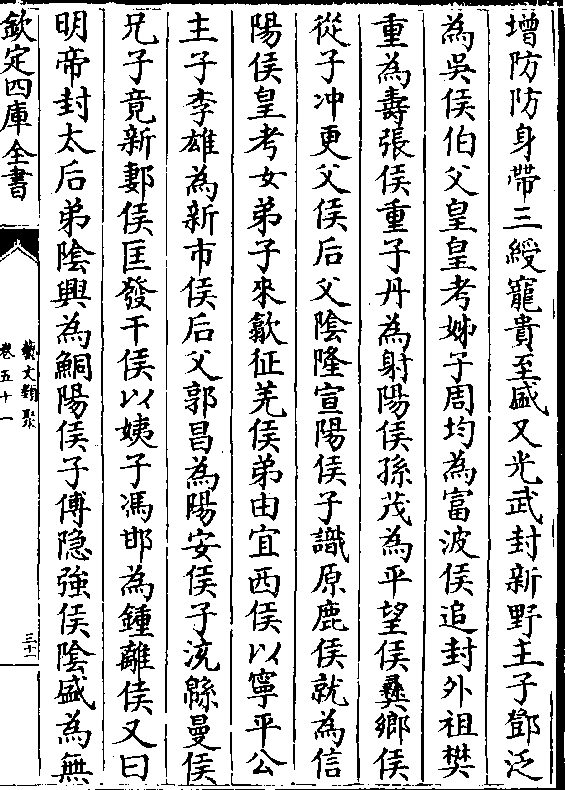 增防防身帶三綬寵貴至盛又光武封新野主子鄧泛
為吳侯伯父皇皇考姊子周均為富波侯追封外祖樊
重為壽張侯重子丹為射陽侯孫茂為平望侯彝鄉侯
從子冲更父侯后父陰隆宣陽侯子識原鹿侯就為信
陽侯皇考女弟子來歙征羌侯弟由宜西侯以寧平公
主子李雄為新市侯后父郭昌為陽安侯子流緜曼侯
兄子竟新郪侯匡發干侯以姨子馮邯為鍾離侯又曰
明帝封太后弟陰興為鮦陽侯子傅隐強侯陰盛為無
欽定四庫全書
藝文類聚
卷五十一
三十